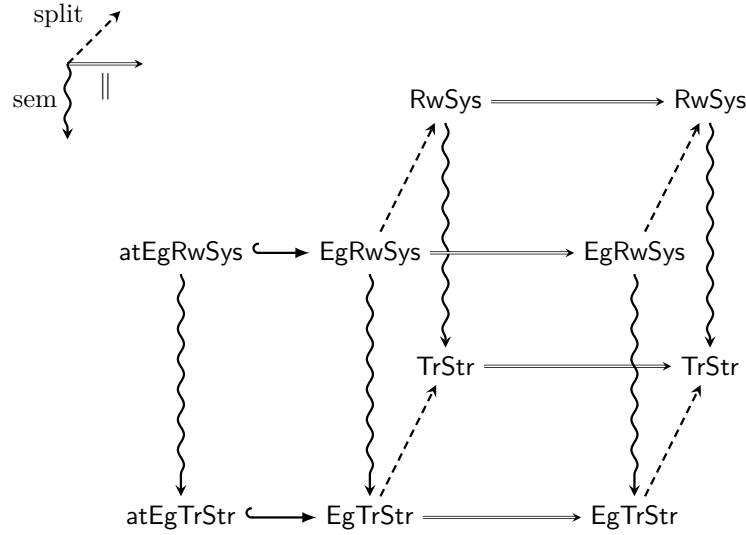 split
sem
∥
RwSys RwSys
atEgRwSys EgRwSys EgRwSys
TrStr TrStr
atEgTrStr EgTrStr EgTrStr